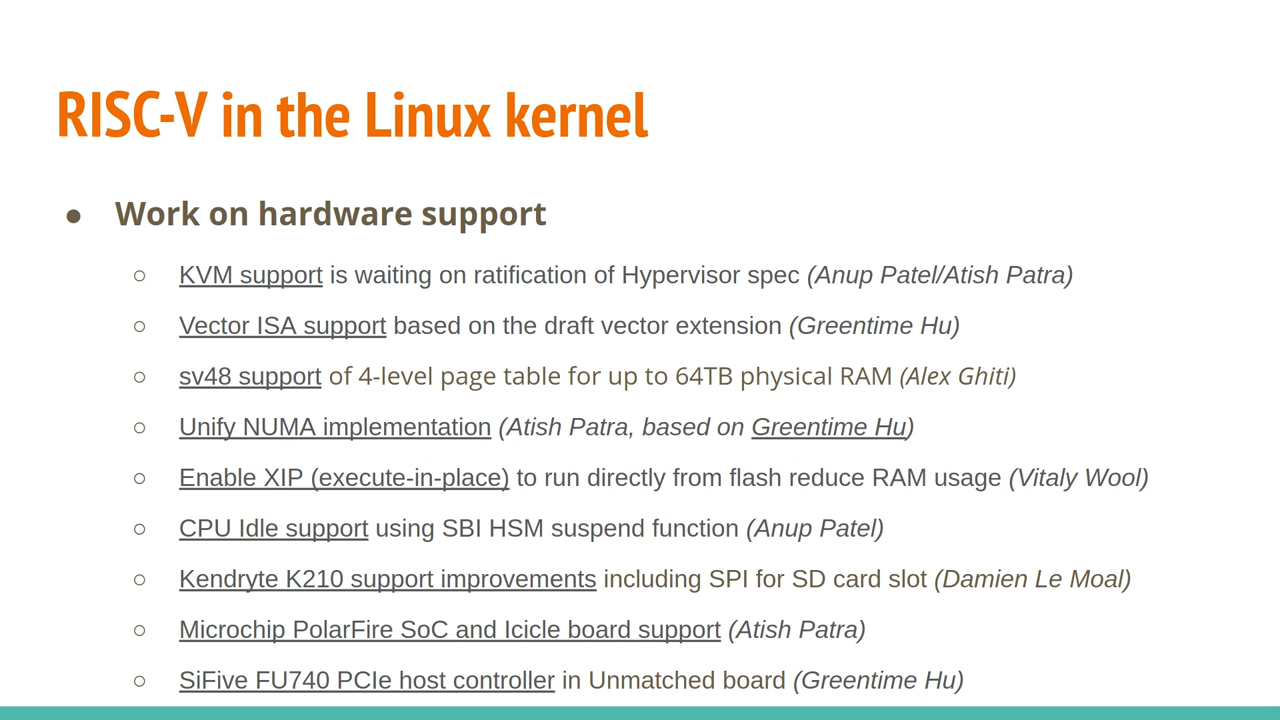 RISC-V in the Linux kernel
● Work on hardware support
○ KVM support is waiting on ratification of Hypervisor spec (Anup Patel/Atish Patra)
○ Vector ISA support based on the draft vector extension (Greentime Hu)
○ sv48 support of 4-level page table for up to 64TB physical RAM (Alex Ghiti)
○ Unify NUMA implementation (Atish Patra, based on Greentime Hu)
○ Enable XIP (execute-in-place) to run directly from flash reduce RAM usage (Vitaly Wool)
○ CPU Idle support using SBI HSM suspend function (Anup Patel)
○ Kendryte K210 support improvements including SPI for SD card slot (Damien Le Moal)
○ Microchip PolarFire SoC and Icicle board support (Atish Patra)
○ SiFive FU740 PCIe host controller in Unmatched board (Greentime Hu)